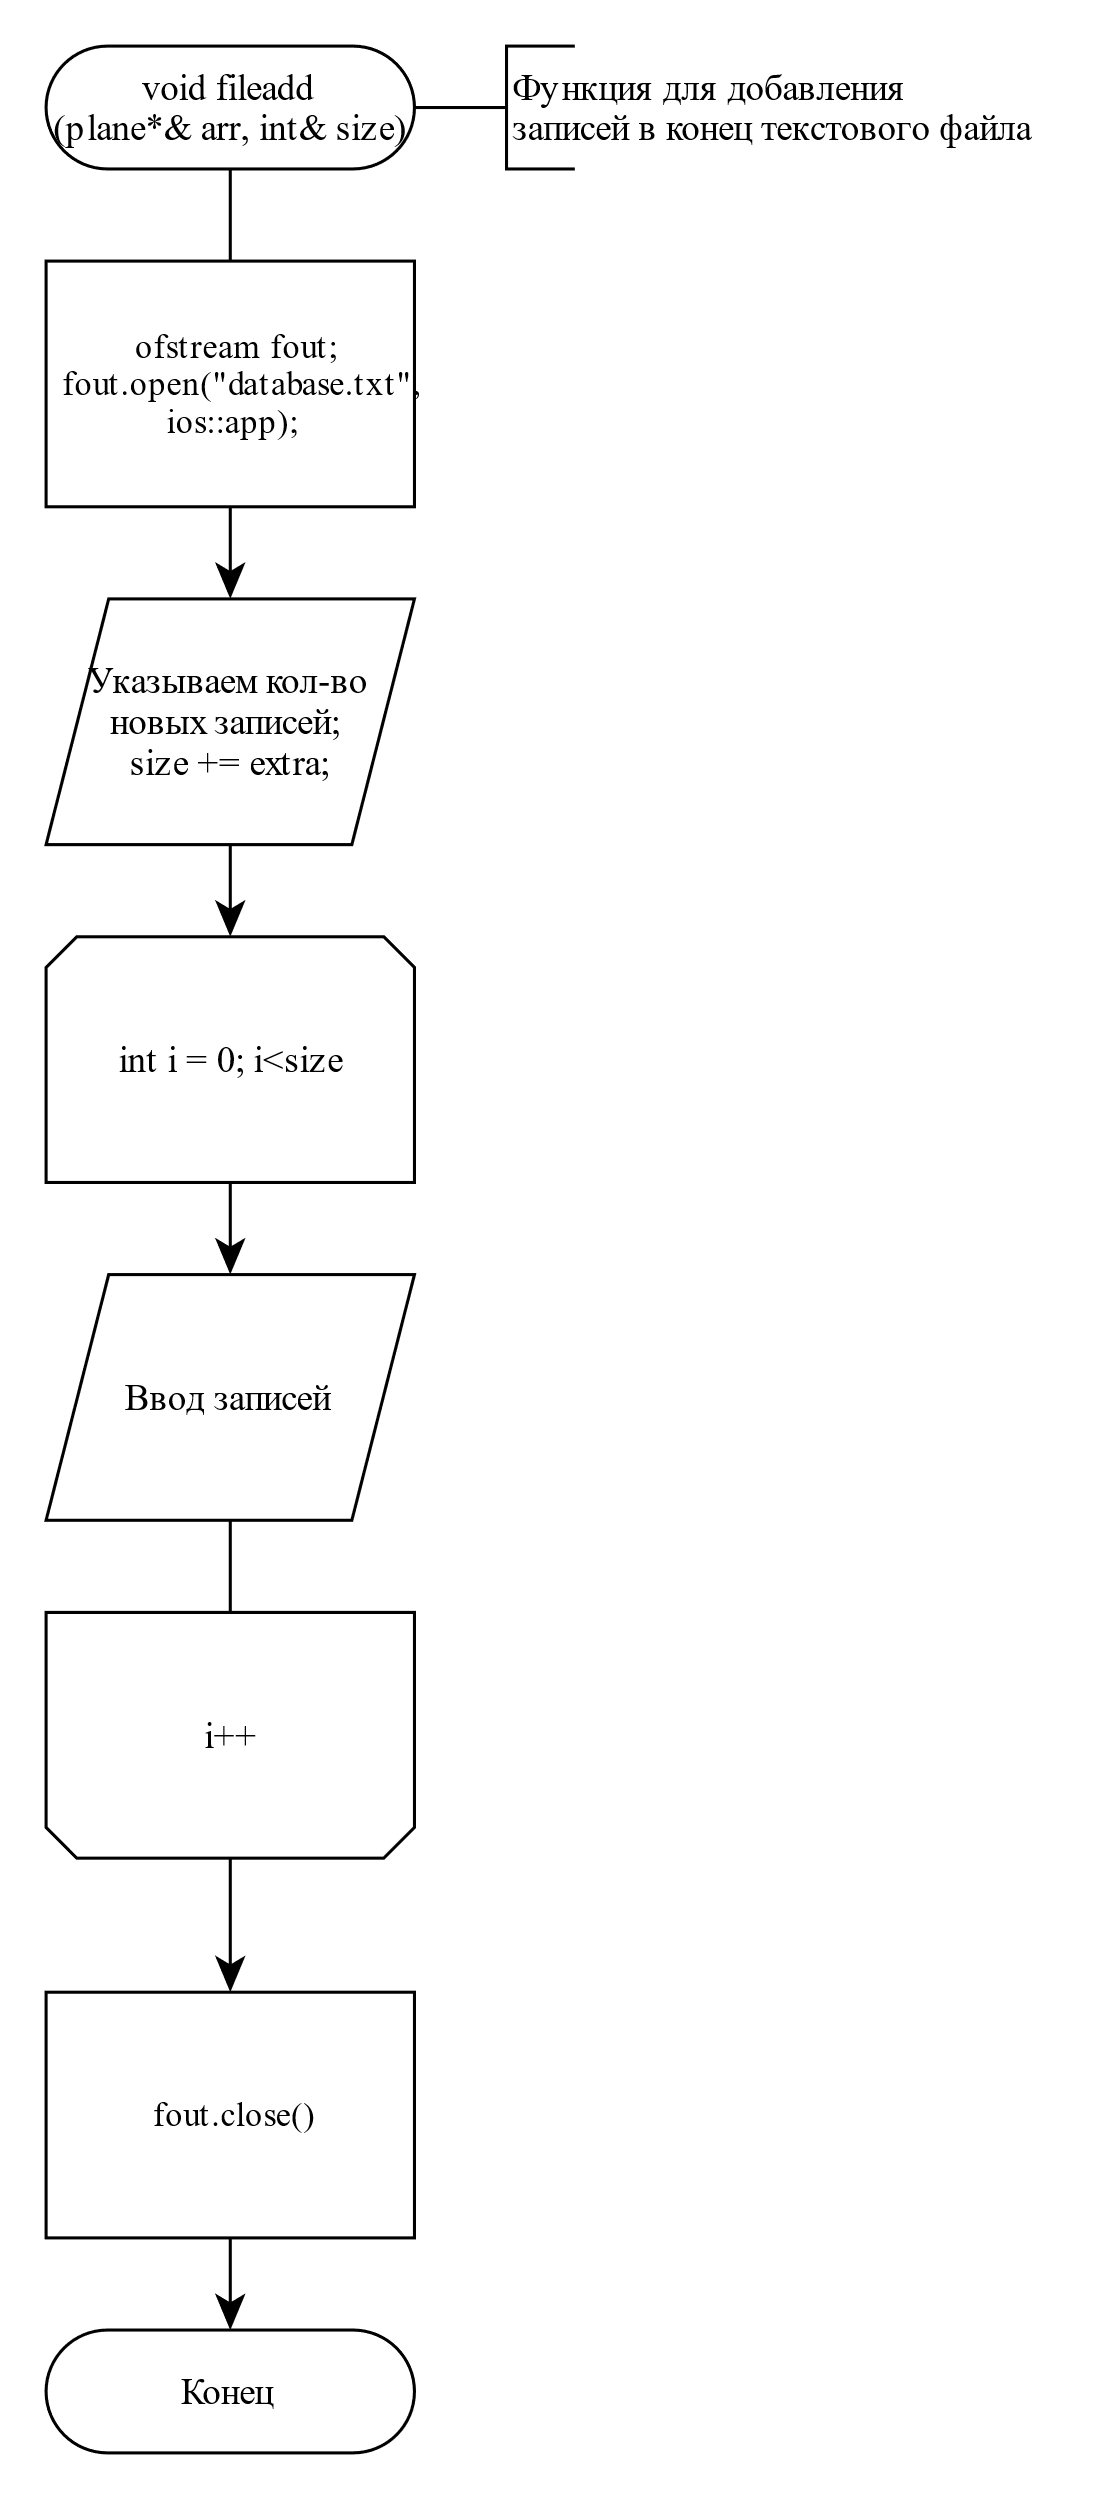 void fileadd
(plane*& arr, int& size)
Функция для добавления
записей в конец текстового файла
ofstream fout;
fout.open("database.txt",
ios::app);
Указываем кол-во
новых записей;
size += extra;
int i = 0; i<size
Ввод записей
i++
fout.close()
Конец